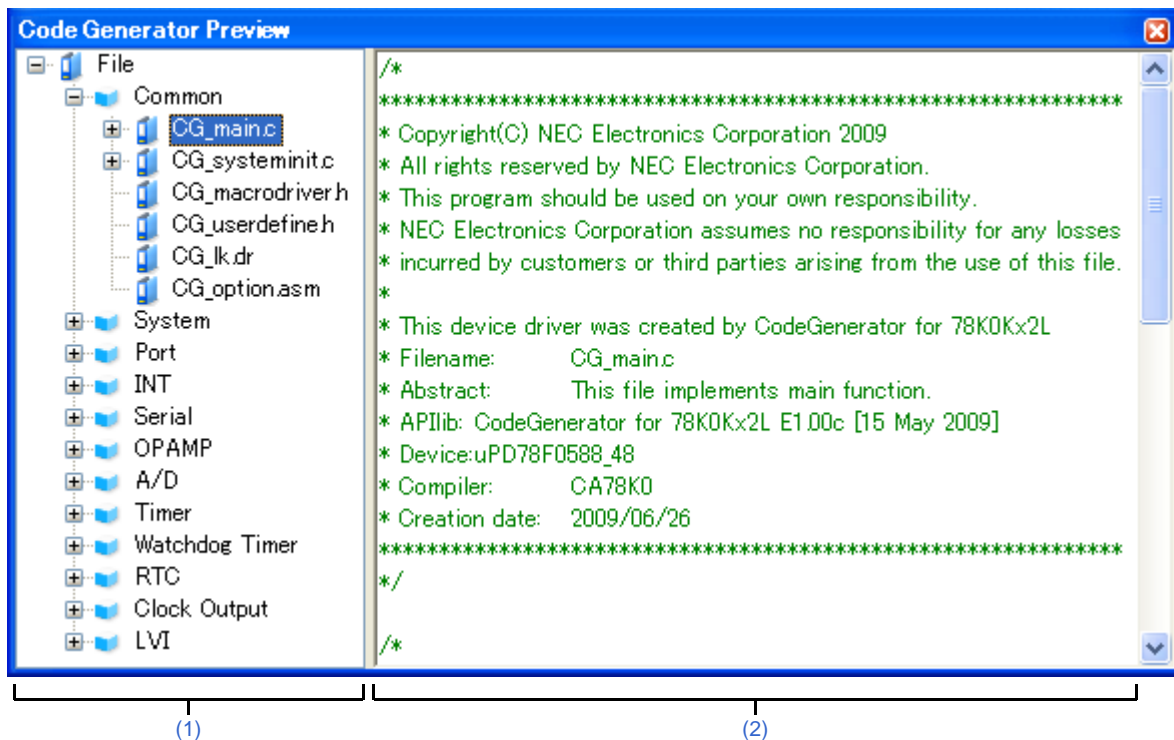 Code Generator Preview
File
Common
CG_main.c
CG_systeminit.c
CG_macrodriver.h
CG_userdefine.h
CG_lk.dr
CG_option.asm
System
Port
INT
Serial
OPAMP
A/D
Timer
Watchdog Timer
RTC
Clock Output
LVI
/*
**************************************************************
* Copyright(C) NEC Electronics Corporation 2009
* All rights reserved by NEC Electronics Corporation.
* This program should be used on your own responsibility.
* NEC Electronics Corporation assumes no responsibility for any losses
* incurred by customers or third parties arising from the use of this file.
*
* This device driver was created by CodeGenerator for 78K0Kx2L
* Filename: CG_main.c
* Abstract: This file implements main function.
* APIlib: CodeGenerator for 78K0Kx2L E1.00c [15 May 2009]
* Device:uPD78F0588_48
* Compiler: CA78K0
* Creation date: 2009/06/26
**************************************************************
*/
/*
(1)
(2)